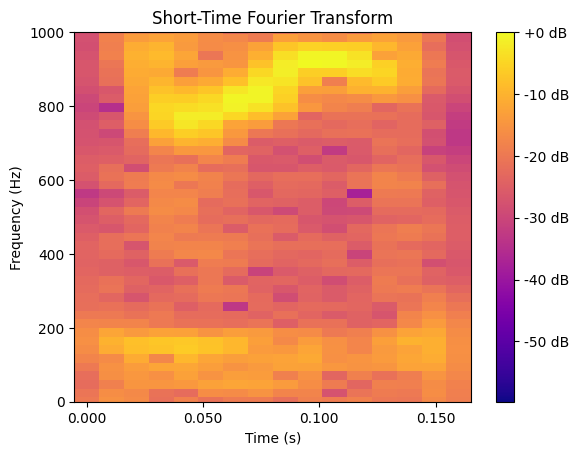 Short-Time Fourier Transform
1000
800
600
400
200
0
Frequency (Hz)
0.000
0.050
0.100
0.150
Time (s)
+0 dB
-10 dB
-20 dB
-30 dB
-40 dB
-50 dB